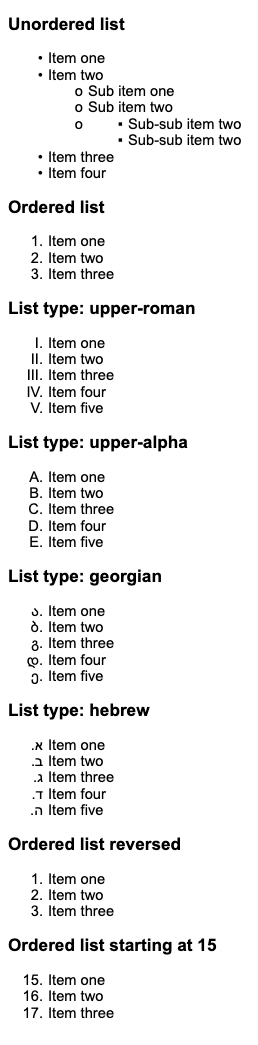 Unordered list
• Item one
• Item two
o Sub item one
o Sub item two
o ▪ Sub-sub item two
▪ Sub-sub item two
• Item three
• Item four
Ordered list
1. Item one
2. Item two
3. Item three
List type: upper-roman
I. Item one
II. Item two
III. Item three
IV. Item four
V. Item five
List type: upper-alpha
A. Item one
B. Item two
C. Item three
D. Item four
E. Item five
List type: georgian
ა. Item one
ბ. Item two
გ. Item three
დ. Item four
ე. Item five
List type: hebrew
א. Item one
ב. Item two
ג. Item three
ד. Item four
ה. Item five
Ordered list reversed
1. Item one
2. Item two
3. Item three
Ordered list starting at 15
15. Item one
16. Item two
17. Item three